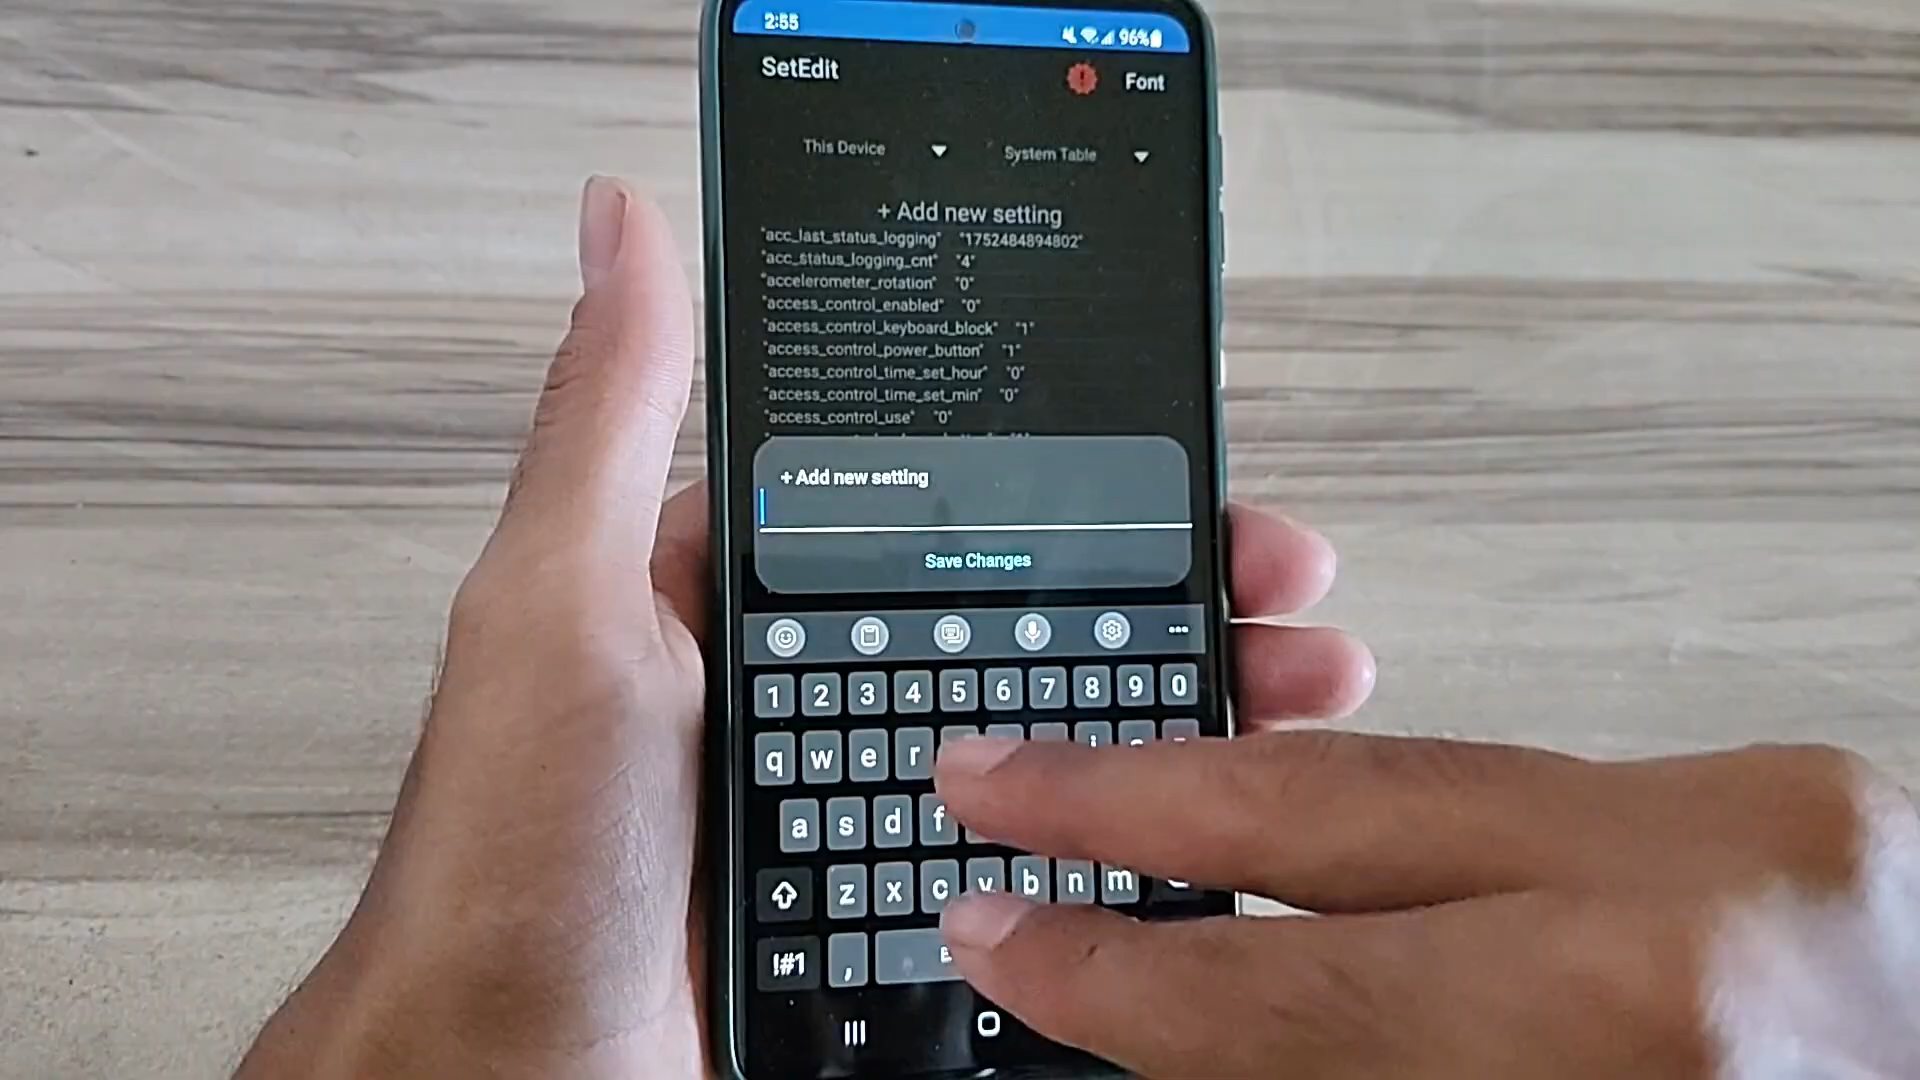 2:55 96%
SetEdit Font
This Device System Table
+ Add new setting
"acc_last_status_logging" "1752484894802"
"acc_status_logging_cnt" "4"
"accelerometer_rotation" "0"
"access_control_enabled" "0"
"access_control_keyboard_block" "1"
"access_control_power_button" "1"
"access_control_time_set_hour" "0"
"access_control_time_set_min" "0"
"access_control_use" "0"
+ Add new setting
Save Changes
1 2 3 4 5 6 7 8 9 0
q w e r
a s d f
z x c v b n m
!#1 ,